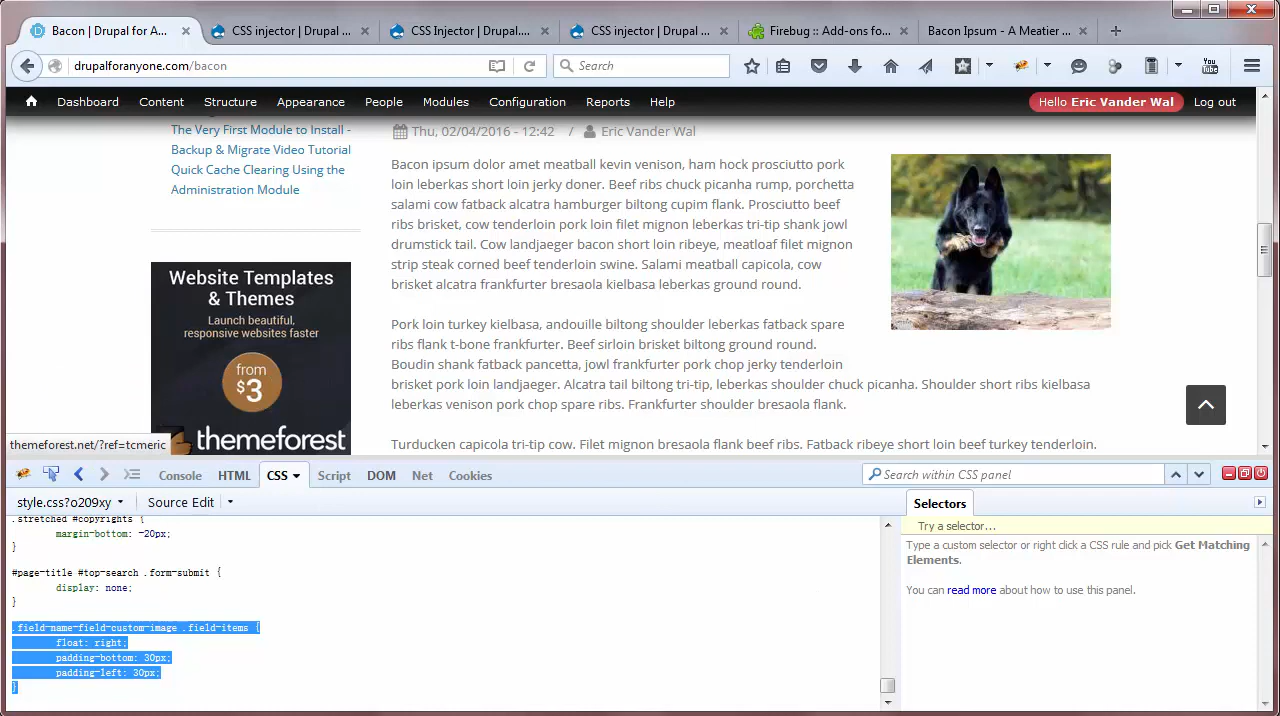 Bacon | Drupal for A...
CSS injector | Drupal ...
CSS Injector | Drupal....
CSS injector | Drupal ...
Firebug :: Add-ons fo...
Bacon Ipsum - A Meatier ...
drupalforanyone.com/bacon
Search
You
Tube
Dashboard Content Structure Appearance People Modules Configuration Reports Help
Hello Eric Vander Wal Log out
The Very First Module to Install -
Backup & Migrate Video Tutorial
Quick Cache Clearing Using the
Administration Module
Website Templates
& Themes
Launch beautiful,
responsive websites faster
from
$3
themeforest
themeforest.net/?ref=tcmeric
Thu, 02/04/2016 - 12:42 / Eric Vander Wal
Bacon ipsum dolor amet meatball kevin venison, ham hock prosciutto pork
loin leberkas short loin jerky doner. Beef ribs chuck picanha rump, porchetta
salami cow fatback alcatra hamburger biltong cupim flank. Prosciutto beef
ribs brisket, cow tenderloin pork loin filet mignon leberkas tri-tip shank jowl
drumstick tail. Cow landjaeger bacon short loin ribeye, meatloaf filet mignon
strip steak corned beef tenderloin swine. Salami meatball capicola, cow
brisket alcatra frankfurter bresaola kielbasa leberkas ground round.
Pork loin turkey kielbasa, andouille biltong shoulder leberkas fatback spare
ribs flank t-bone frankfurter. Beef sirloin brisket biltong ground round.
Boudin shank fatback pancetta, jowl frankfurter pork chop jerky tenderloin
brisket pork loin landjaeger. Alcatra tail biltong tri-tip, leberkas shoulder chuck picanha. Shoulder short ribs kielbasa
leberkas venison pork chop spare ribs. Frankfurter shoulder bresaola flank.
Turducken capicola tri-tip cow. Filet mignon bresaola flank beef ribs. Fatback ribeye short loin beef turkey tenderloin.
Console HTML CSS Script DOM Net Cookies
Search within CSS panel
style.css?o209xy Source Edit
.stretched #copyrights {
margin-bottom: -20px;
}
#page-title #top-search .form-submit {
display: none;
}
.field-name-field-custom-image .field-items {
float: right;
padding-bottom: 30px;
padding-left: 30px;
}
Selectors
Try a selector...
Type a custom selector or right click a CSS rule and pick Get Matching
Elements.
You can read more about how to use this panel.